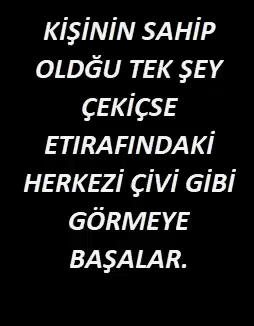 KİŞİNİN SAHİP
OLDĞU TEK ŞEY
ÇEKİÇSE
ETIRAFINDAKİ
HERKEZİ ÇİVİ GİBİ
GÖRMEYE
BAŞALAR.